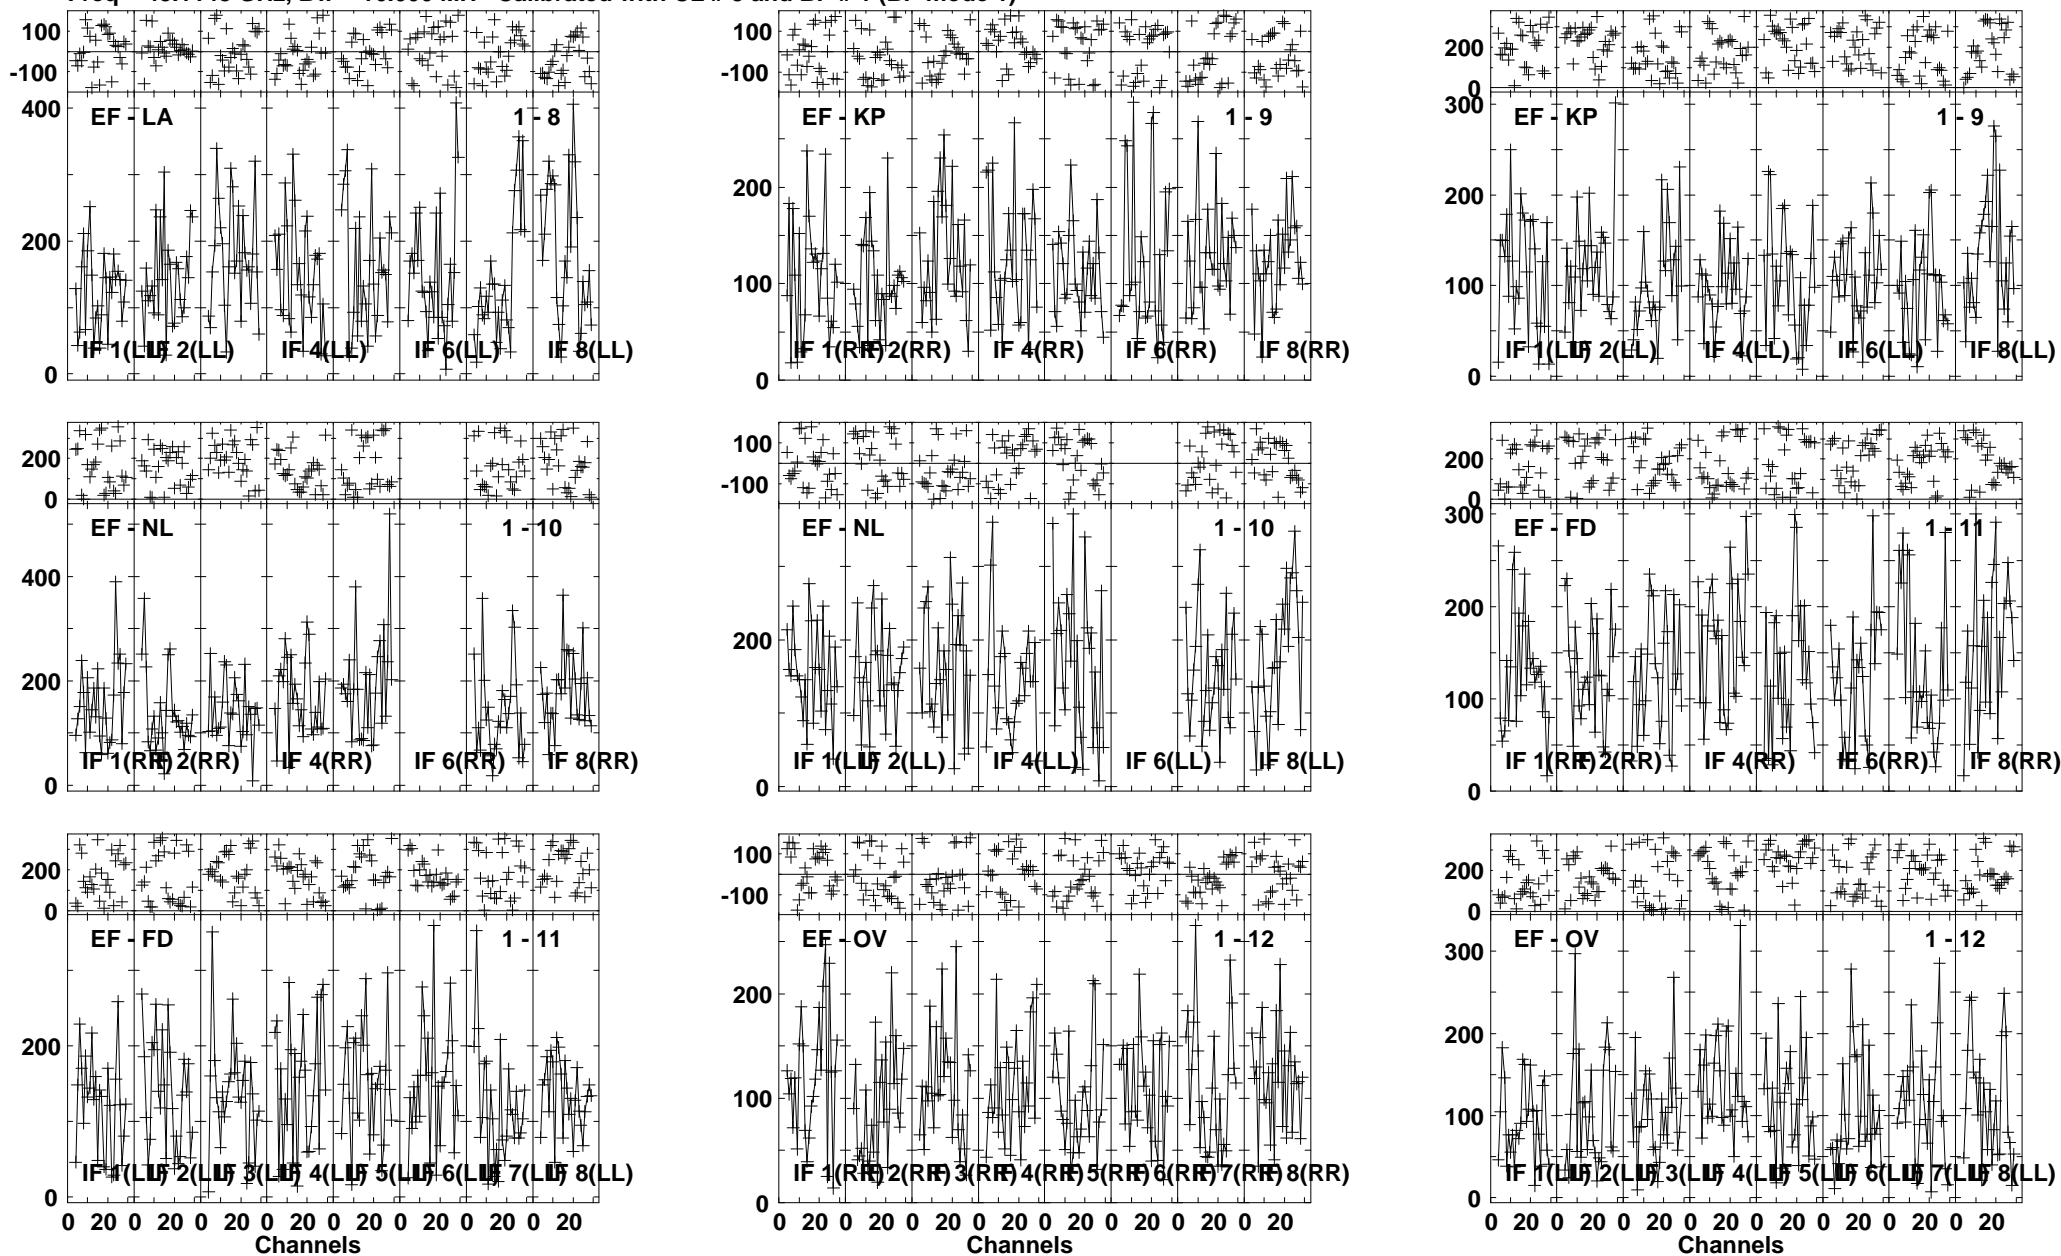 100
-100
EF - LA 1 - 8
400
200
0
IF 1(LL) IF 2(LL) IF 4(LL) IF 6(LL) IF 8(LL)
100
-100
EF - KP 1 - 9
200
100
0
IF 1(RR) IF 2(RR) IF 4(RR) IF 6(RR) IF 8(RR)
200
0
EF - KP 1 - 9
300
200
100
0
IF 1(LL) IF 2(LL) IF 4(LL) IF 6(LL) IF 8(LL)
200
0
EF - NL 1 - 10
400
200
0
IF 1(RR) IF 2(RR) IF 4(RR) IF 6(RR) IF 8(RR)
100
-100
EF - NL 1 - 10
200
0
IF 1(LL) IF 2(LL) IF 4(LL) IF 6(LL) IF 8(LL)
200
0
EF - FD 1 - 11
300
200
100
0
IF 1(RR) IF 2(RR) IF 4(RR) IF 6(RR) IF 8(RR)
200
0
EF - FD 1 - 11
200
0
IF 1(LL) IF 2(LL) IF 3(LL) IF 4(LL) IF 5(LL) IF 6(LL) IF 7(LL) IF 8(LL)
0 20 0 20 0 20 0 20 0 20 0 20 0 20 0 20
Channels
100
-100
EF - OV 1 - 12
200
100
0
IF 1(RR) IF 2(RR) IF 3(RR) IF 4(RR) IF 5(RR) IF 6(RR) IF 7(RR) IF 8(RR)
0 20 0 20 0 20 0 20 0 20 0 20 0 20 0 20
Channels
200
0
EF - OV 1 - 12
300
200
100
0
IF 1(LL) IF 2(LL) IF 3(LL) IF 4(LL) IF 5(LL) IF 6(LL) IF 7(LL) IF 8(LL)
0 20 0 20 0 20 0 20 0 20 0 20 0 20 0 20
Channels